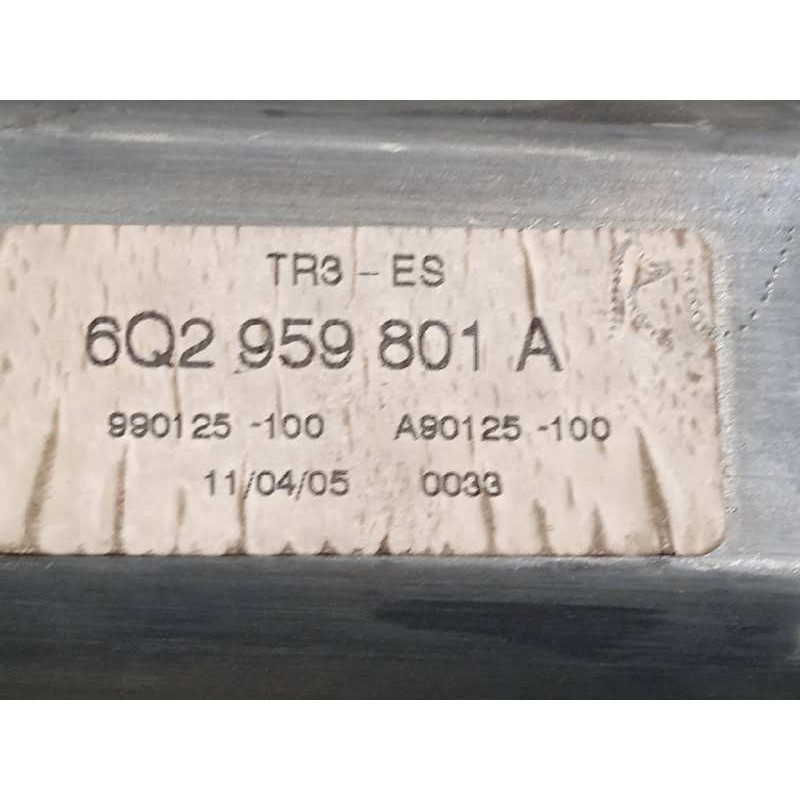 TR3 - ES
6Q2 959 801 A
990125 -100 A90125 -100
11/04/05 0033